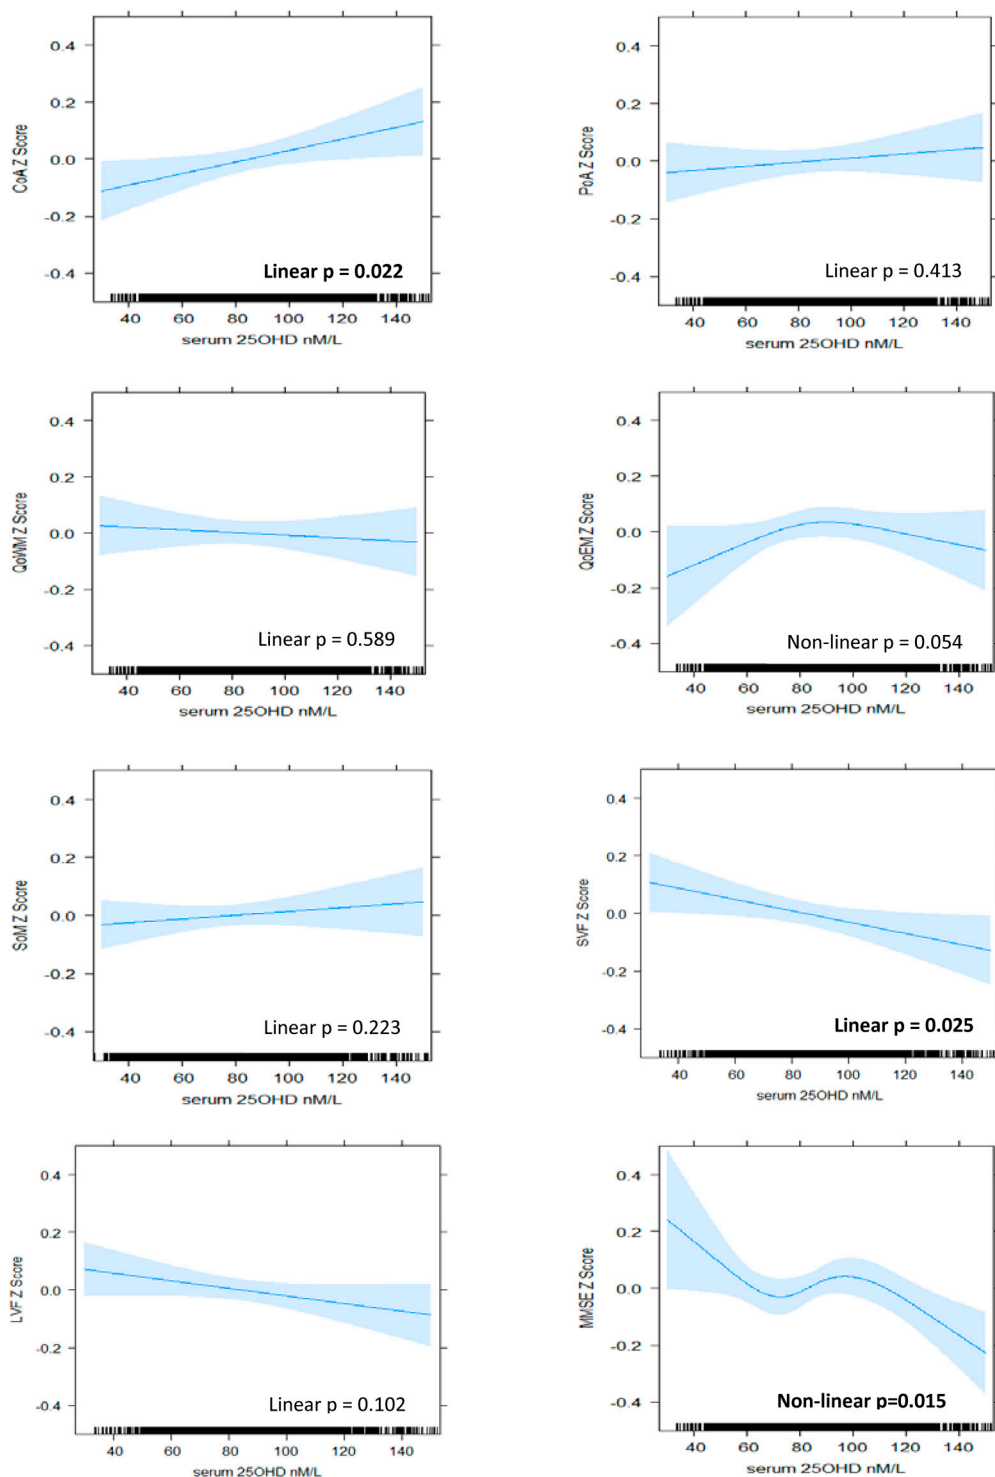 0.4
0.2
0.0
-0.2
-0.4
CoA Z Score
Linear p = 0.022
40 60 80 100 120 140
serum 25OHD nM/L
0.4
0.2
0.0
-0.2
-0.4
PoA Z Score
Linear p = 0.413
40 60 80 100 120 140
serum 25OHD nM/L
0.4
0.2
0.0
-0.2
-0.4
QoWM Z Score
Linear p = 0.589
40 60 80 100 120 140
serum 25OHD nM/L
0.4
0.2
0.0
-0.2
-0.4
QoEM Z Score
Non-linear p = 0.054
40 60 80 100 120 140
serum 25OHD nM/L
0.4
0.2
0.0
-0.2
-0.4
SoM Z Score
Linear p = 0.223
40 60 80 100 120 140
serum 25OHD nM/L
0.4
0.2
0.0
-0.2
-0.4
SVF Z Score
Linear p = 0.025
40 60 80 100 120 140
serum 25OHD nM/L
0.4
0.2
0.0
-0.2
-0.4
LVF Z Score
Linear p = 0.102
40 60 80 100 120 140
serum 25OHD nM/L
0.4
0.2
0.0
-0.2
-0.4
MMSE Z Score
Non-linear p=0.015
40 60 80 100 120 140
serum 25OHD nM/L